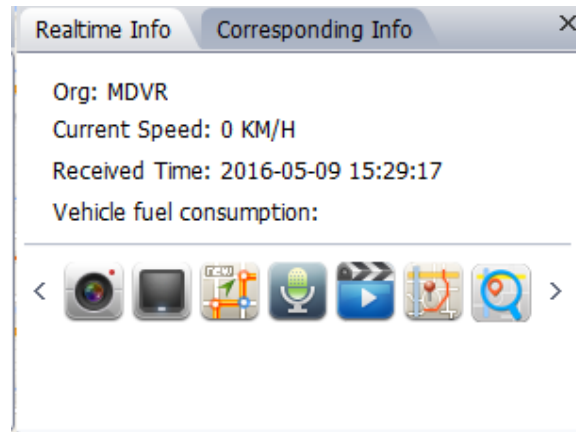 Realtime Info
Corresponding Info
Org: MDVR
Current Speed: 0 KM/H
Received Time: 2016-05-09 15:29:17
Vehicle fuel consumption: